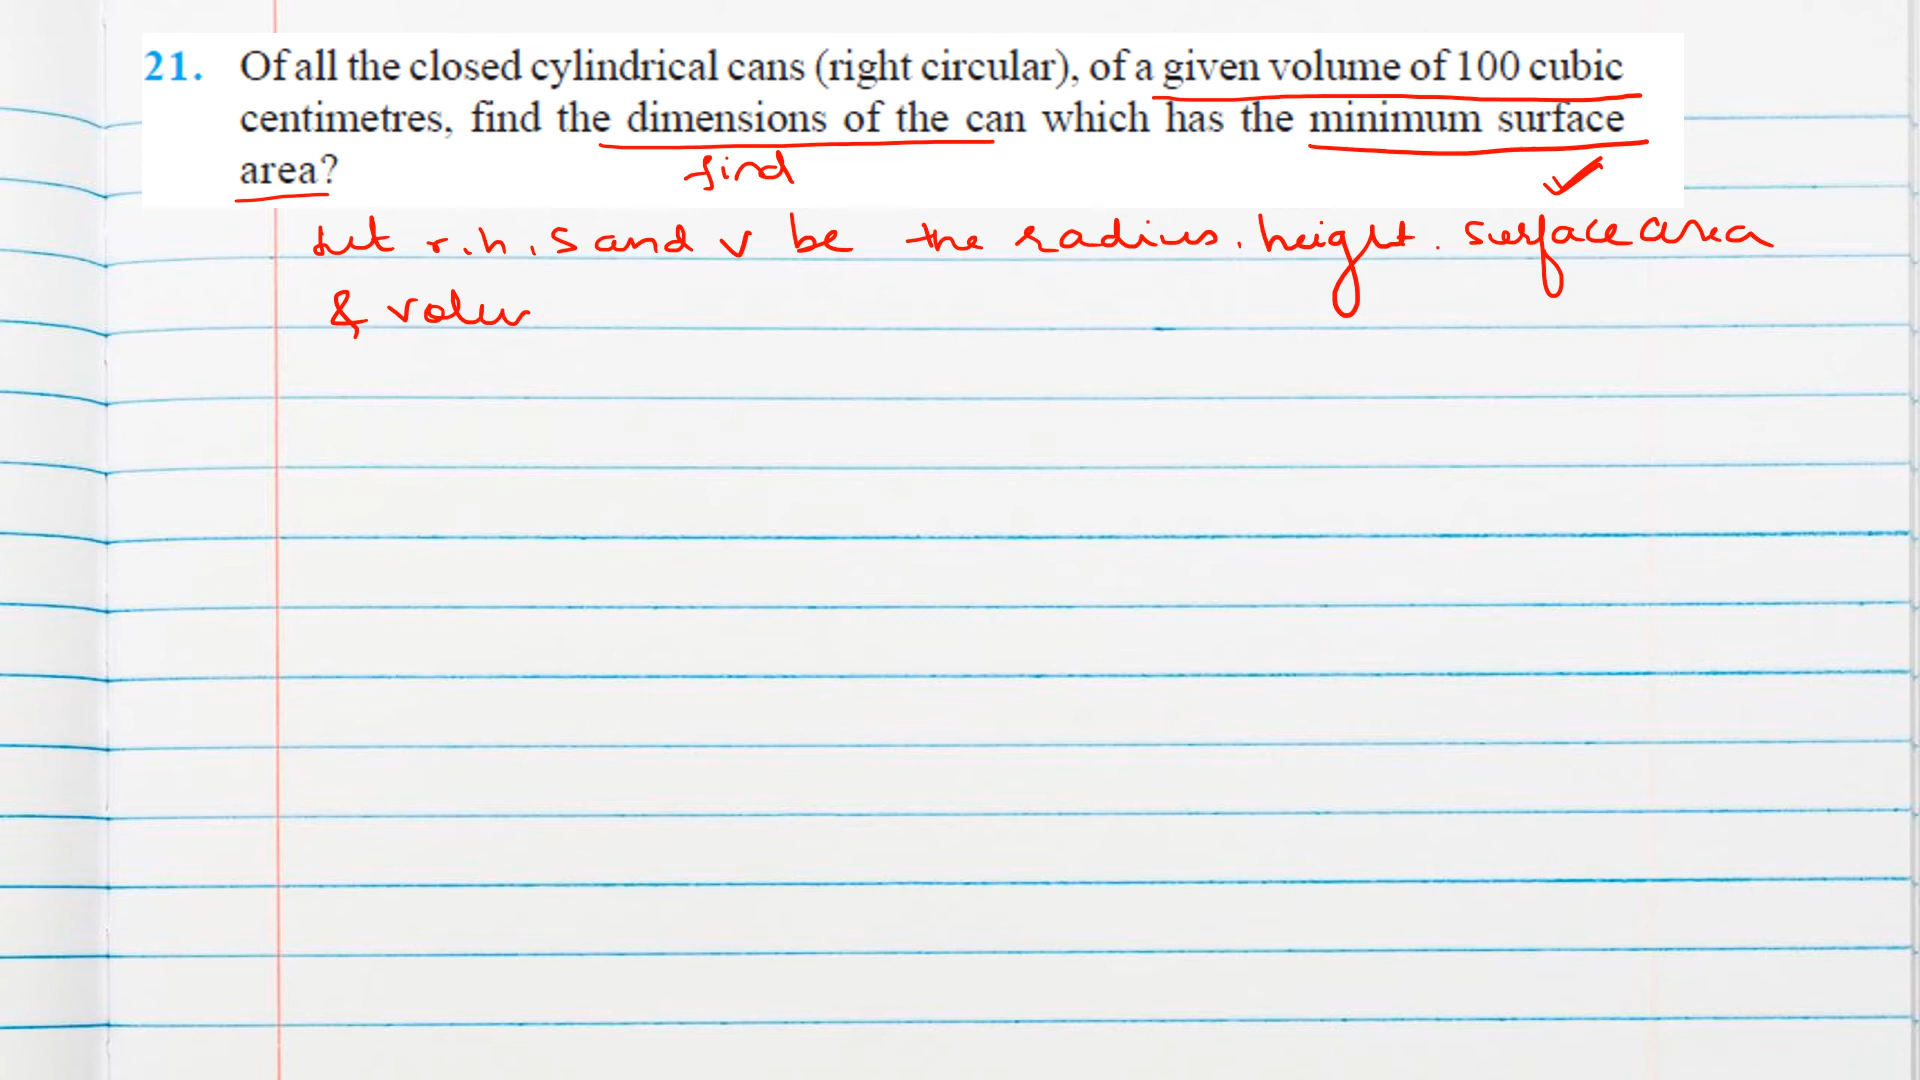 21. Of all the closed cylindrical cans (right circular), of a given volume of 100 cubic
centimetres, find the dimensions of the can which has the minimum surface
area?
find
Let r, h, S and V be the radius, height, surface area
& volu